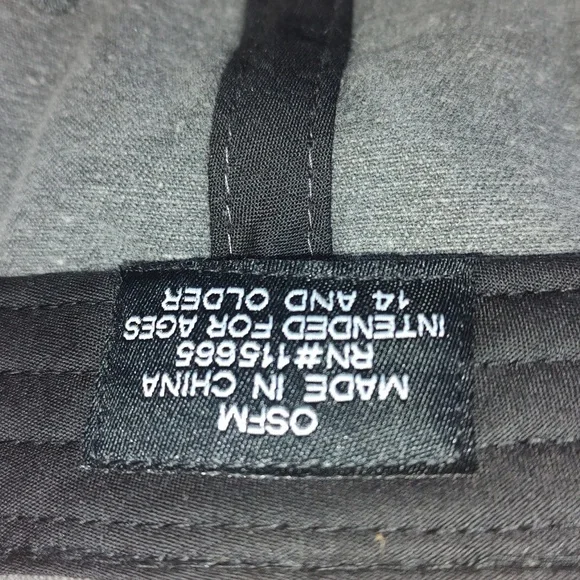 OSFM
MADE IN CHINA
RN#115665
INTENDED FOR AGES
14 AND OLDER